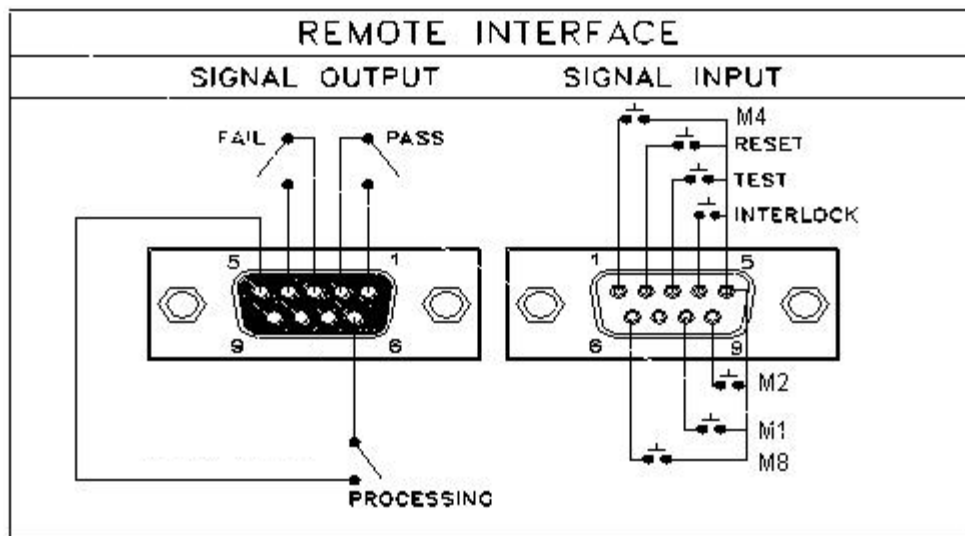 REMOTE INTERFACE
SIGNAL OUTPUT
SIGNAL INPUT
FAIL
PASS
M4
RESET
TEST
INTERLOCK
5
1
9
6
1
5
6
9
M2
M1
M8
PROCESSING